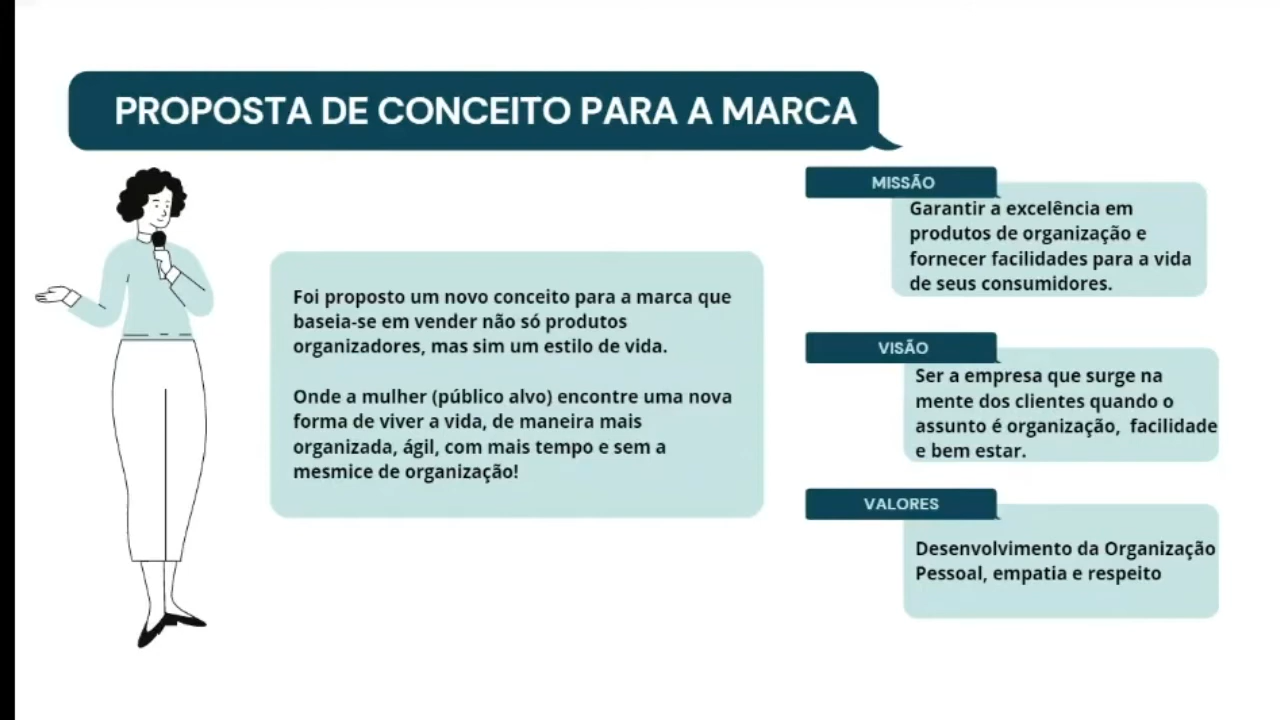 PROPOSTA DE CONCEITO PARA A MARCA
Foi proposto um novo conceito para a marca que
baseia-se em vender não só produtos
organizadores, mas sim um estilo de vida.
Onde a mulher (público alvo) encontre uma nova
forma de viver a vida, de maneira mais
organizada, ágil, com mais tempo e sem a
mesmice de organização!
MISSÃO
Garantir a excelência em
produtos de organização e
fornecer facilidades para a vida
de seus consumidores.
VISÃO
Ser a empresa que surge na
mente dos clientes quando o
assunto é organização, facilidade
e bem estar.
VALORES
Desenvolvimento da Organização
Pessoal, empatia e respeito